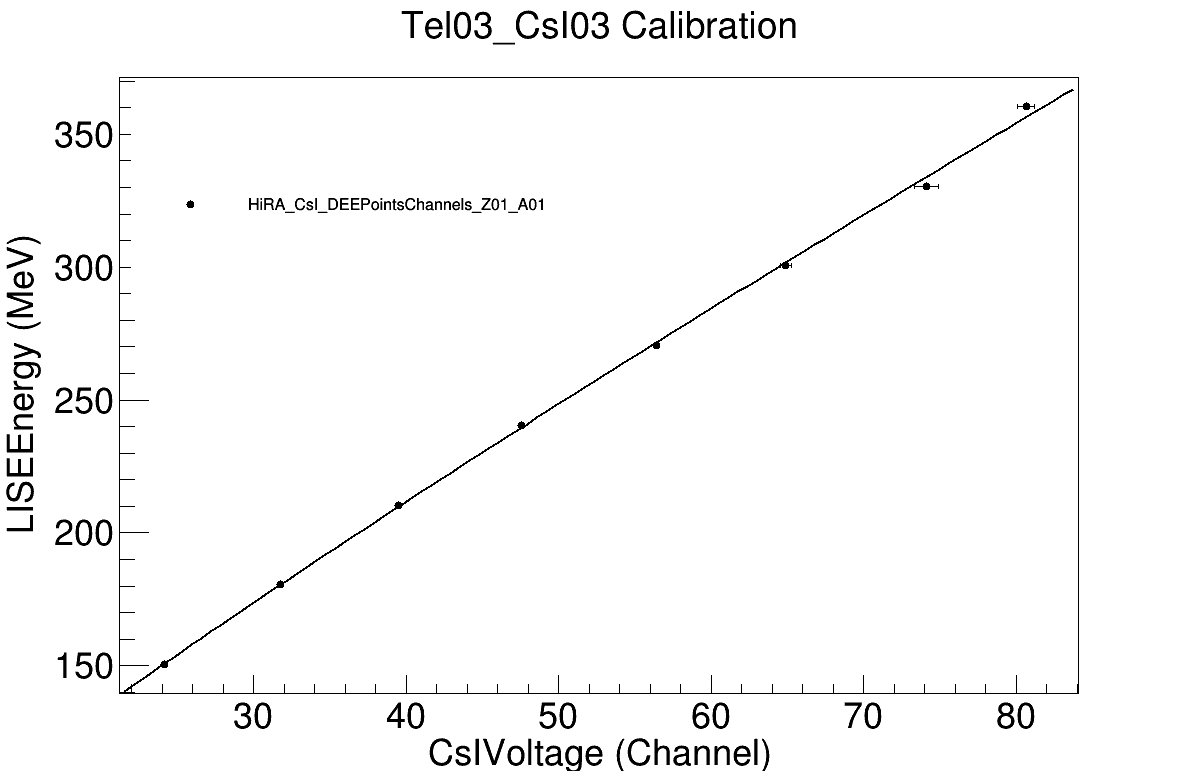 Tel03_CsI03 Calibration
350
HiRA_CsI_DEEPointsChannels_Z01_A01
300
250
200
150
LISEEnergy (MeV)
30 40 50 60 70 80
CsIVoltage (Channel)